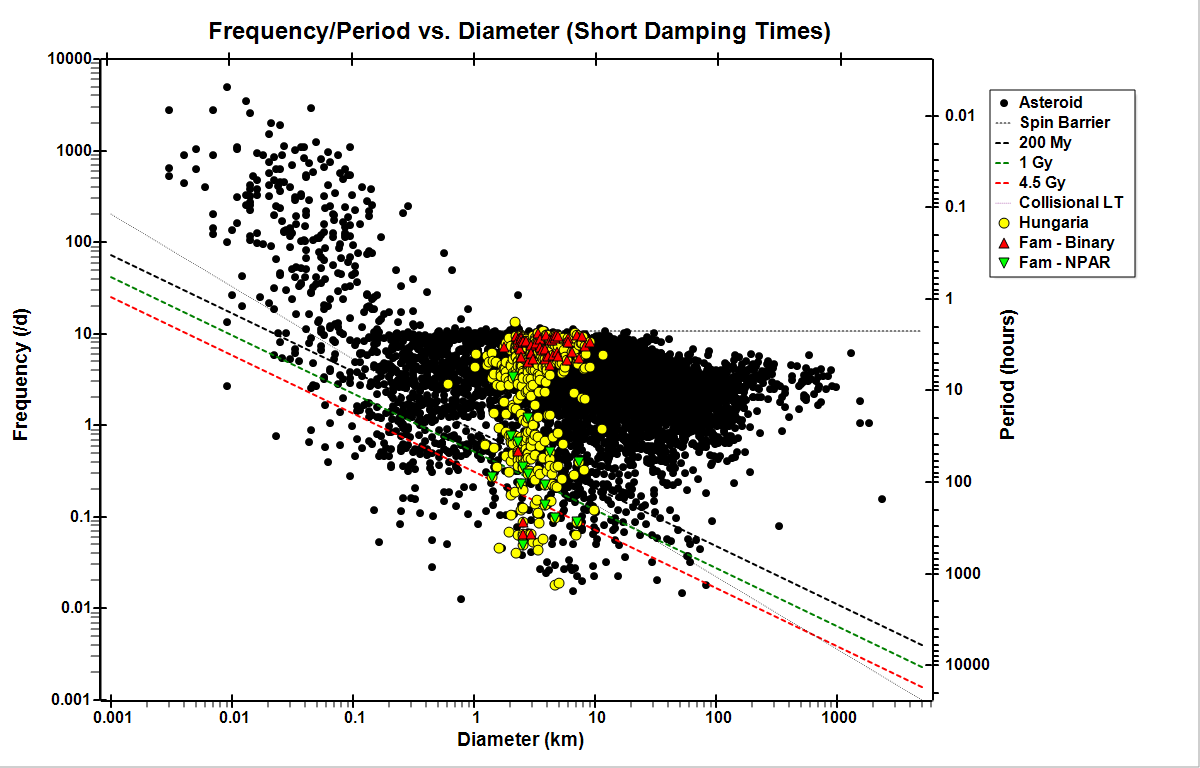 Frequency/Period vs. Diameter (Short Damping Times)
10000
1000
100
10
1
0.1
0.01
0.001
Frequency (/d)
0.001 0.01 0.1 1 10 100 1000
Diameter (km)
0.01
0.1
1
10
100
1000
10000
Period (hours)
Asteroid
Spin Barrier
200 My
1 Gy
4.5 Gy
Collisional LT
Hungaria
Fam - Binary
Fam - NPAR